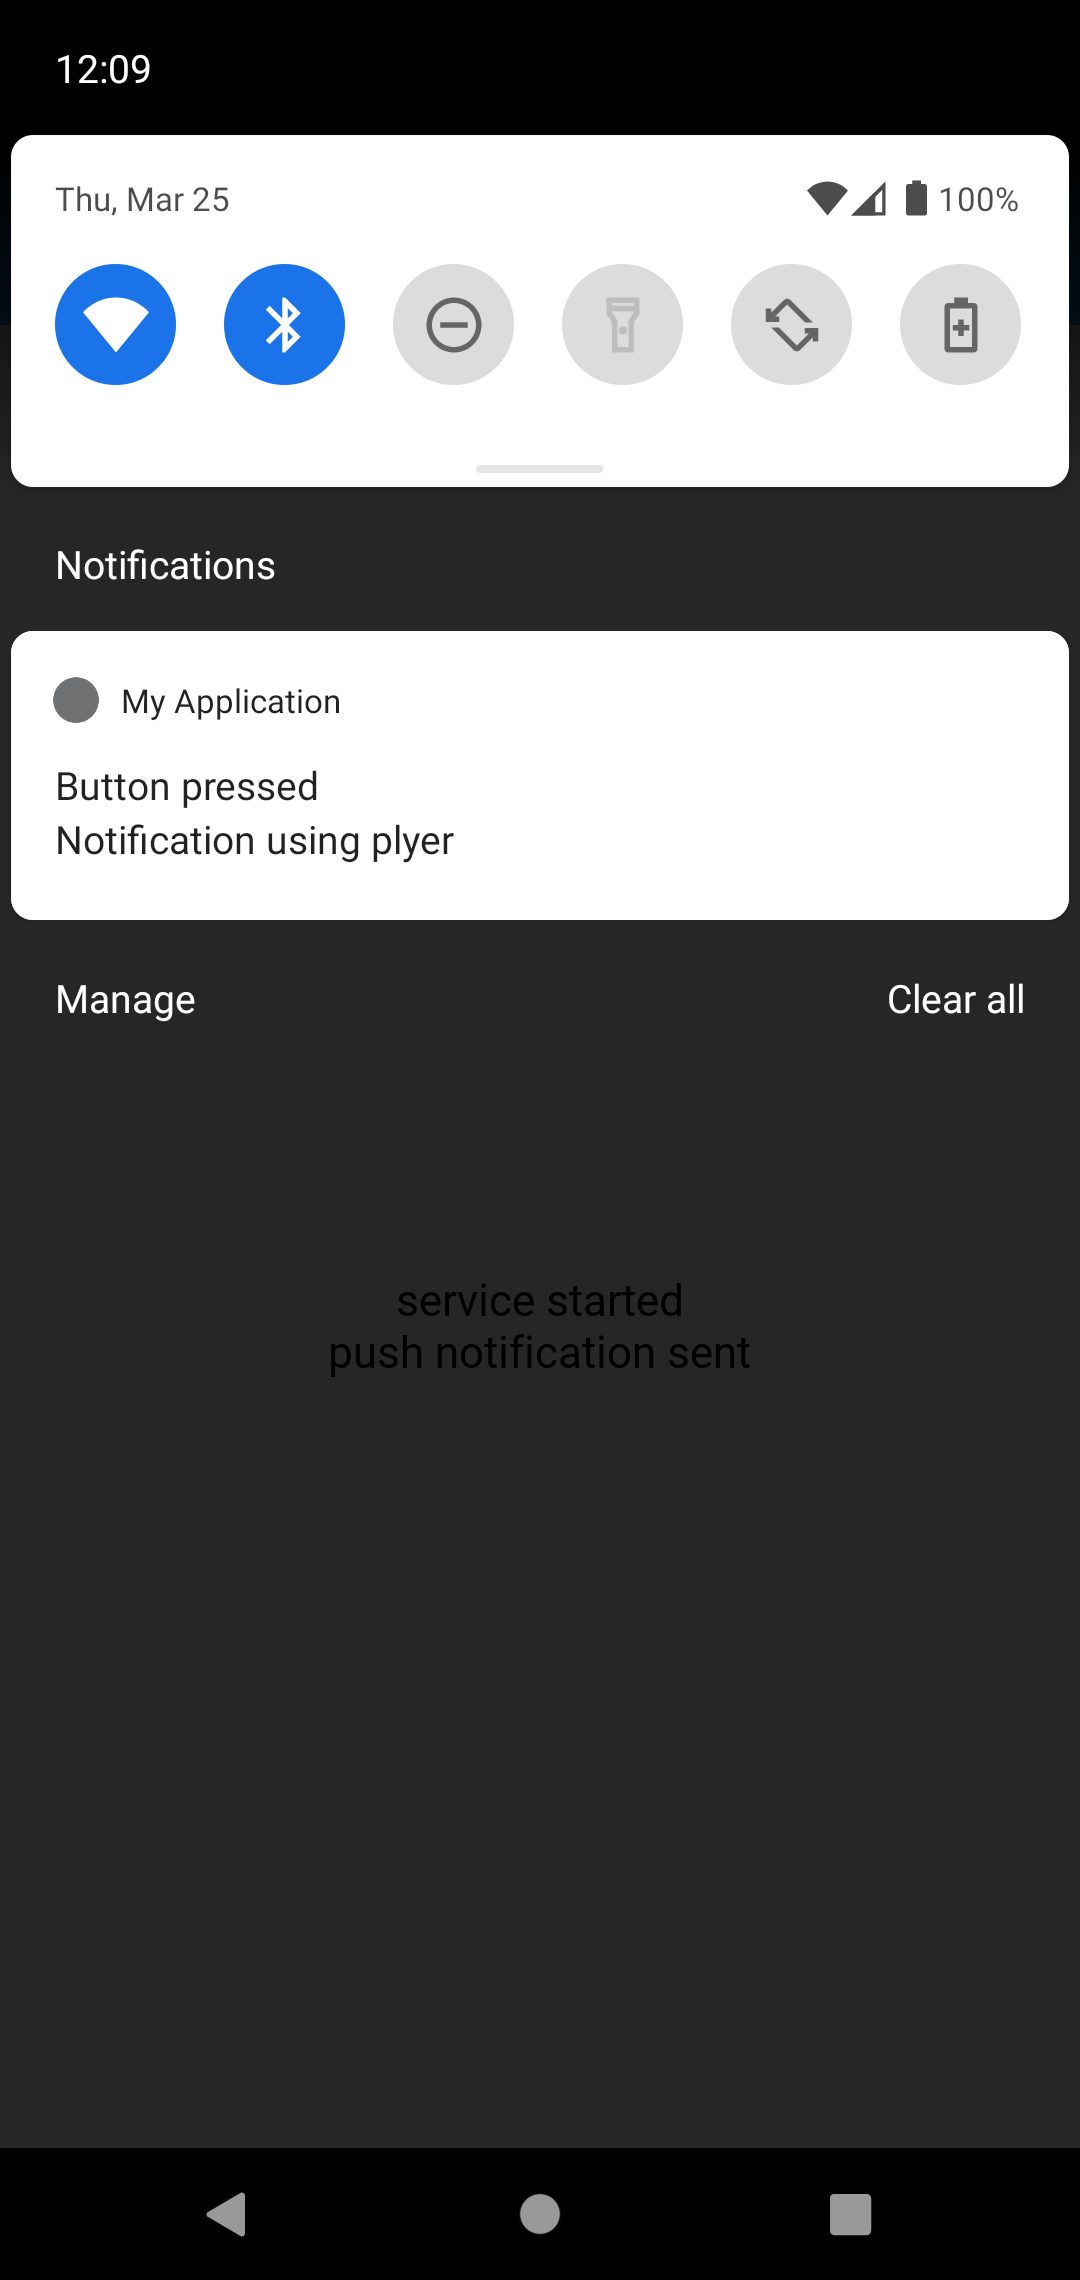 12:09
Thu, Mar 25
100%
Notifications
My Application
Button pressed
Notification using plyer
Manage
Clear all
service started
push notification sent